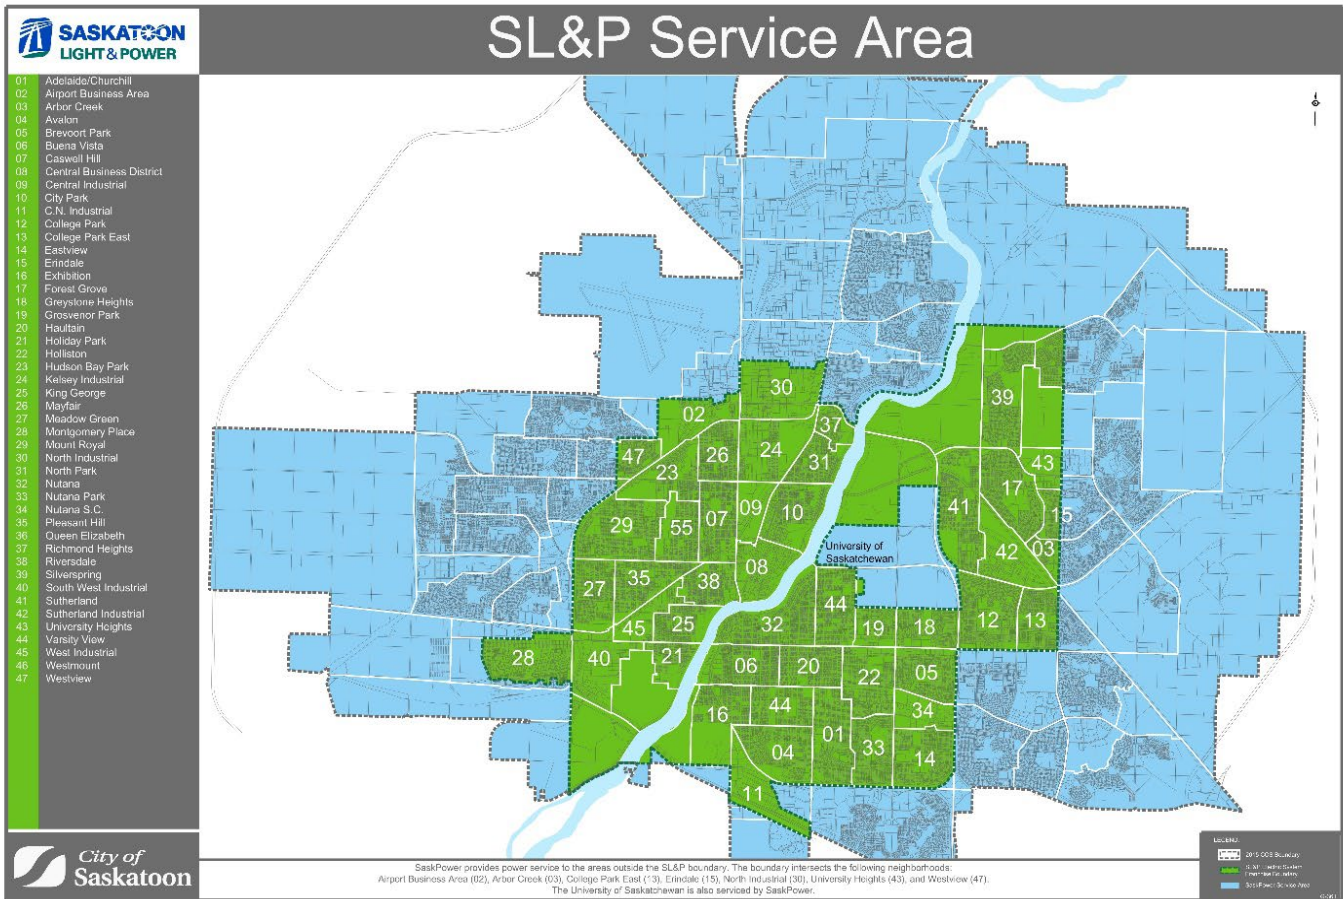 SASKATOON
LIGHT & POWER
SL&P Service Area
01 Adelaide/Churchill
02 Airport Business Area
03 Arbor Creek
04 Avalon
05 Brevoort Park
06 Buena Vista
07 Caswell Hill
08 Central Business District
09 Central Industrial
10 City Park
11 C.N. Industrial
12 College Park
13 College Park East
14 Eastview
15 Erindale
16 Exhibition
17 Forest Grove
18 Greystone Heights
19 Grosvenor Park
20 Haultain
21 Holiday Park
22 Holliston
23 Hudson Bay Park
24 Kelsey Industrial
25 King George
26 Mayfair
27 Meadow Green
28 Montgomery Place
29 Mount Royal
30 North Industrial
31 North Park
32 Nutana
33 Nutana Park
34 Nutana S.C.
35 Pleasant Hill
36 Queen Elizabeth
37 Richmond Heights
38 Riversdale
39 Silverspring
40 South West Industrial
41 Sutherland
42 Sutherland Industrial
43 University Heights
44 Varsity View
45 West Industrial
46 Westmount
47 Westview
30
39
02
37
47
26
24
31
43
23
17
41
15
29
55
07
09
10
42
03
University of
Saskatchewan
08
27
35
38
44
12
13
45
25
32
19
18
28
40
21
06
20
22
05
16
44
01
34
04
33
14
11
City of
Saskatoon
SaskPower provides power service to the areas outside the SL&P boundary. The boundary intersects the following neighborhoods:
Airport Business Area (02), Arbor Creek (03), College Park East (13), Erindale (15), North Industrial (30), University Heights (43), and Westview (47).
The University of Saskatchewan is also serviced by SaskPower.
LEGEND:
2015 COS Boundary
SL&P Electric System
Franchise Boundary
SaskPower Service Area